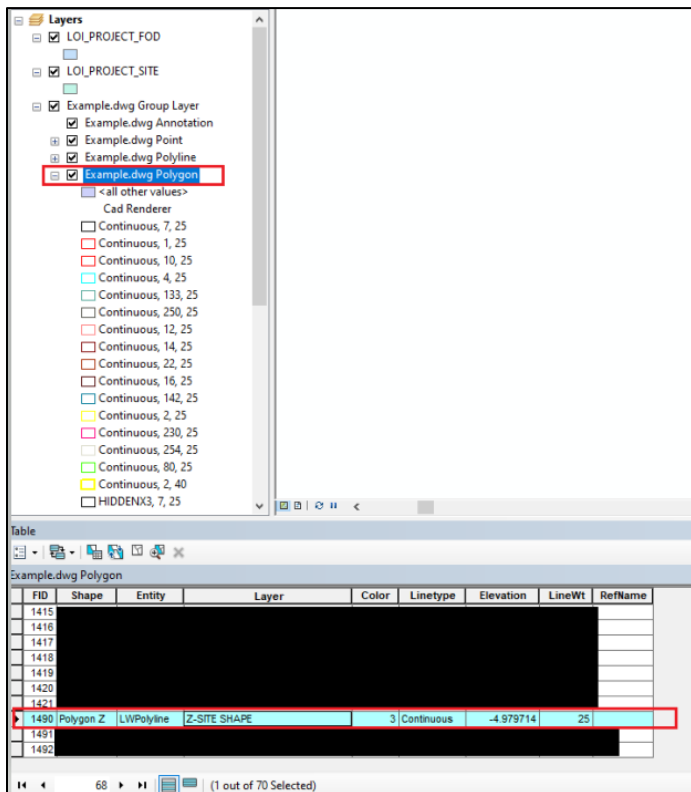 Layers
LOI_PROJECT_FOD
LOI_PROJECT_SITE
Example.dwg Group Layer
Example.dwg Annotation
Example.dwg Point
Example.dwg Polyline
Example.dwg Polygon
<all other values>
Cad Renderer
Continuous, 7, 25
Continuous, 1, 25
Continuous, 10, 25
Continuous, 4, 25
Continuous, 133, 25
Continuous, 250, 25
Continuous, 12, 25
Continuous, 14, 25
Continuous, 22, 25
Continuous, 16, 25
Continuous, 142, 25
Continuous, 2, 25
Continuous, 230, 25
Continuous, 254, 25
Continuous, 80, 25
Continuous, 2, 40
HIDDENX3, 7, 25
Table
Example.dwg Polygon
FID Shape Entity Layer Color Linetype Elevation LineWt RefName
1415
1416
1417
1418
1419
1420
1421
1490 Polygon Z LWPolyline Z-SITE SHAPE 3 Continuous -4.979714 25
1491
1492
68 (1 out of 70 Selected)